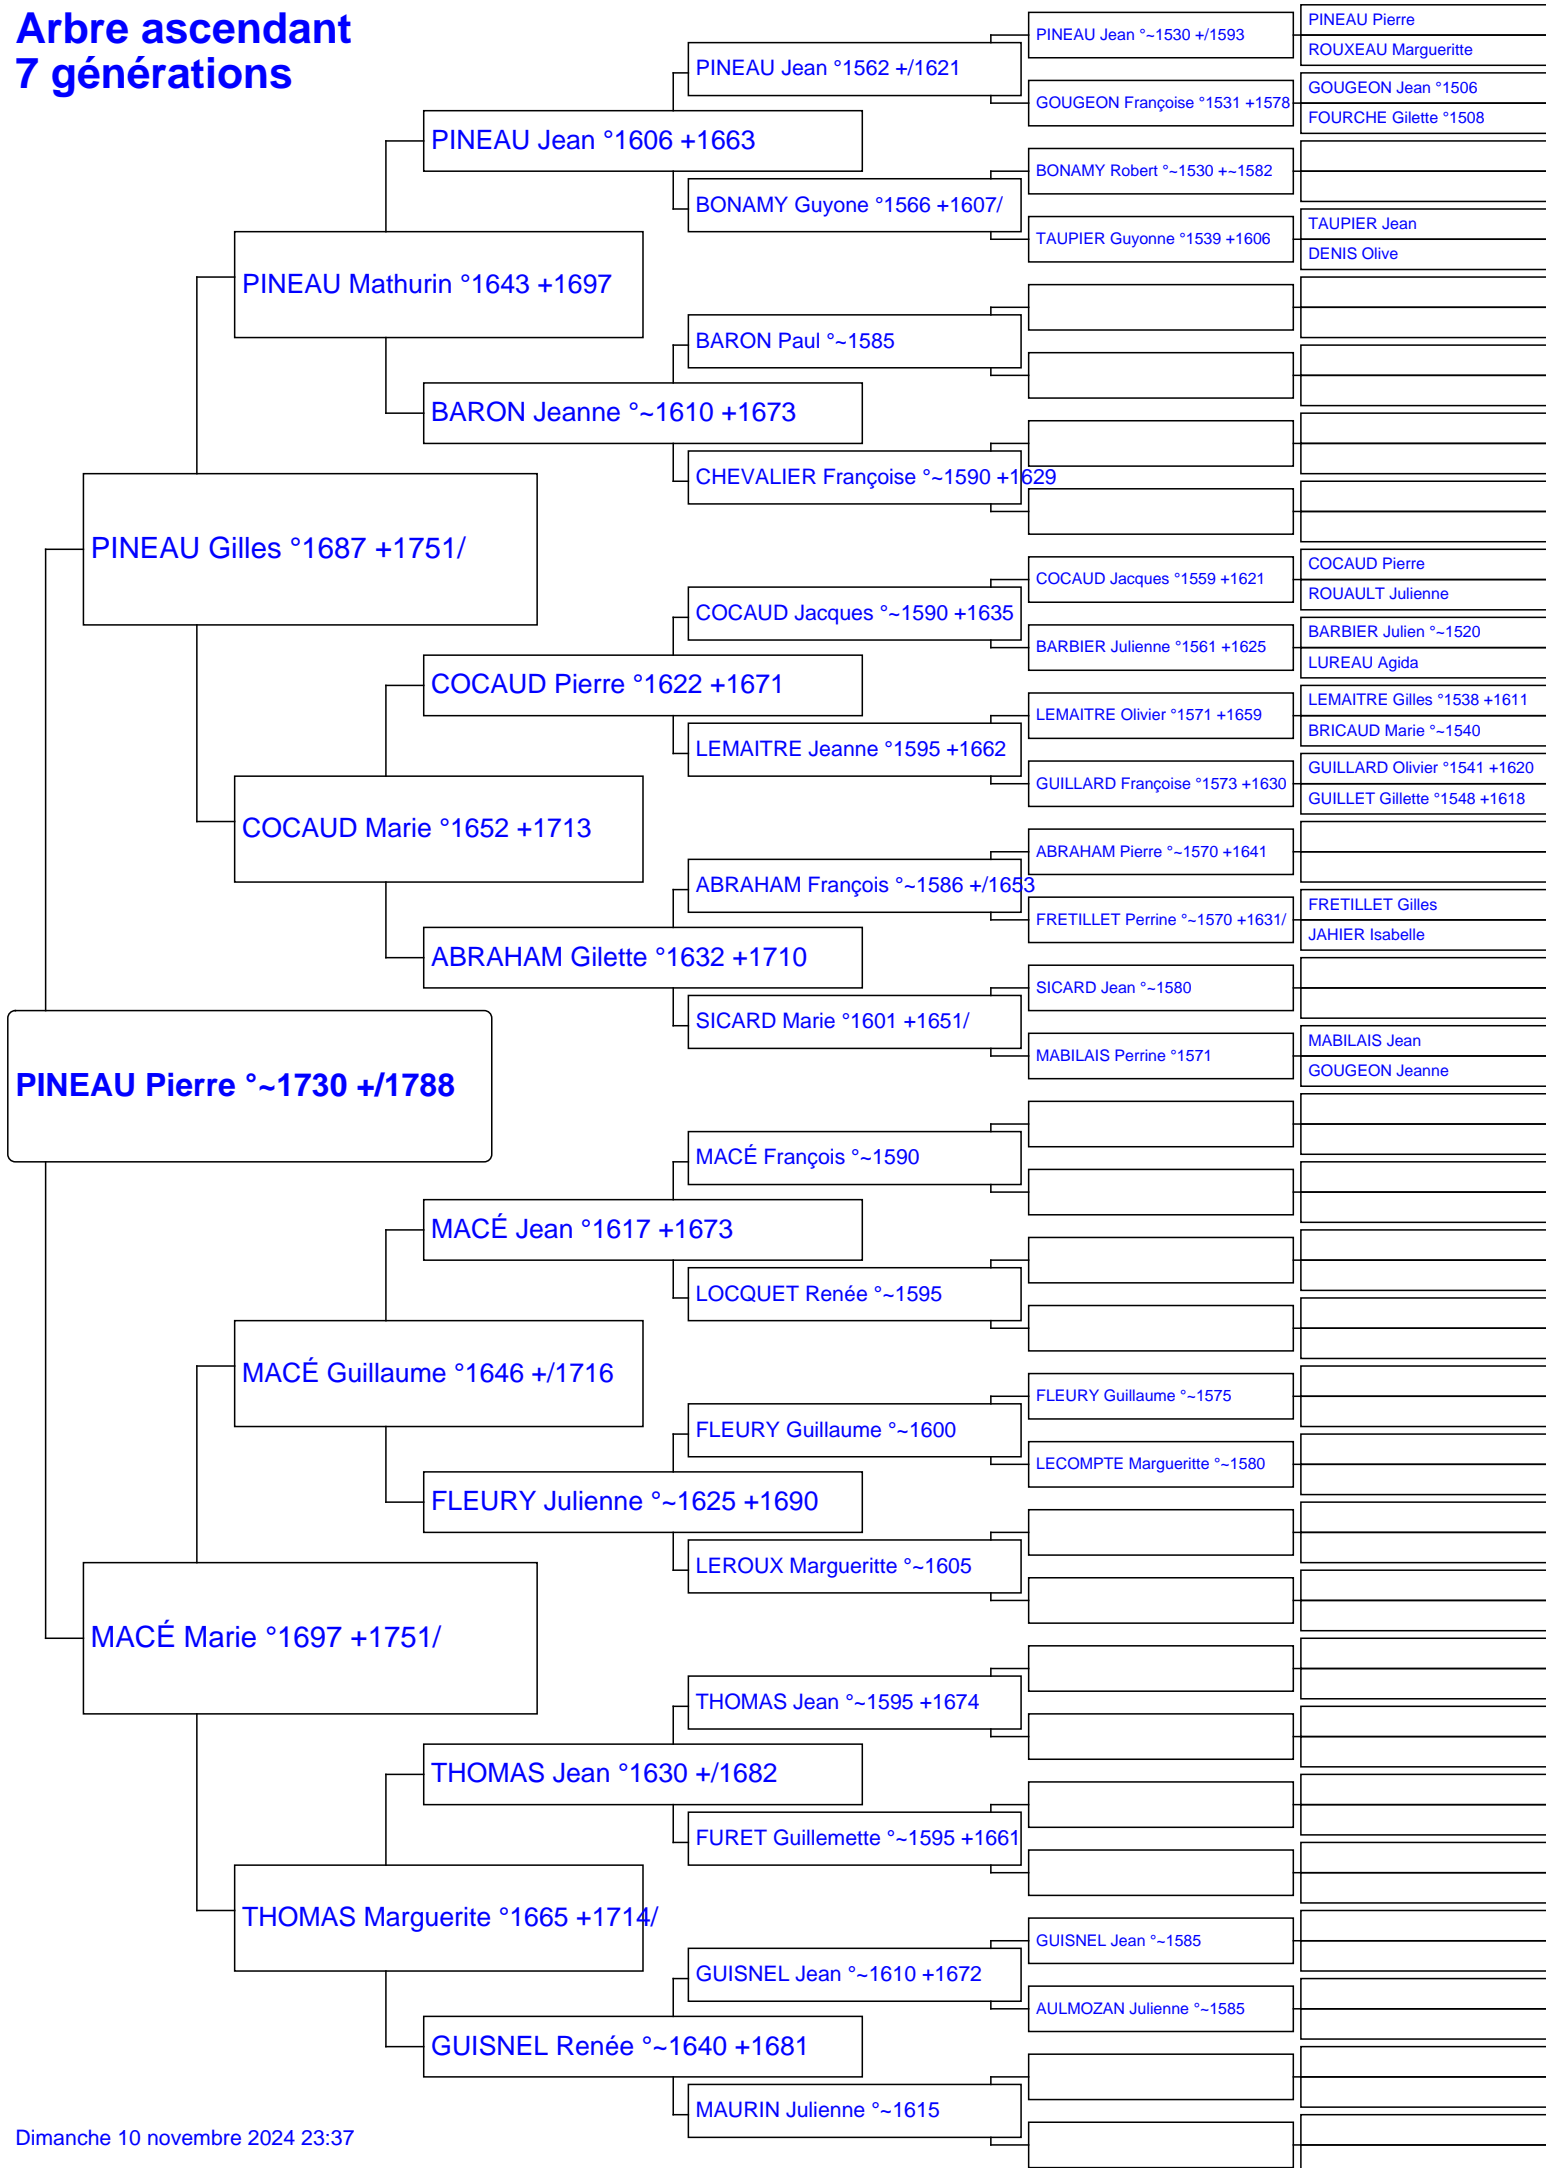 Arbre ascendant
7 générations
PINEAU Pierre °~1730 +/1788
PINEAU Gilles °1687 +1751/
MACÉ Marie °1697 +1751/
PINEAU Mathurin °1643 +1697
COCAUD Marie °1652 +1713
MACÉ Guillaume °1646 +/1716
THOMAS Marguerite °1665 +1714/
PINEAU Jean °1606 +1663
BARON Jeanne °~1610 +1673
COCAUD Pierre °1622 +1671
ABRAHAM Gilette °1632 +1710
MACÉ Jean °1617 +1673
FLEURY Julienne °~1625 +1690
THOMAS Jean °1630 +/1682
GUISNEL Renée °~1640 +1681
PINEAU Jean °1562 +/1621
BONAMY Guyone °1566 +1607/
BARON Paul °~1585
CHEVALIER Françoise °~1590 +1629
COCAUD Jacques °~1590 +1635
LEMAITRE Jeanne °1595 +1662
ABRAHAM François °~1586 +/1653
SICARD Marie °1601 +1651/
MACÉ François °~1590
LOCQUET Renée °~1595
FLEURY Guillaume °~1600
LEROUX Margueritte °~1605
THOMAS Jean °~1595 +1674
FURET Guillemette °~1595 +1661
GUISNEL Jean °~1610 +1672
MAURIN Julienne °~1615
PINEAU Jean °~1530 +/1593
GOUGEON Françoise °1531 +1578
BONAMY Robert °~1530 +~1582
TAUPIER Guyonne °1539 +1606
COCAUD Jacques °1559 +1621
BARBIER Julienne °1561 +1625
LEMAITRE Olivier °1571 +1659
GUILLARD Françoise °1573 +1630
ABRAHAM Pierre °~1570 +1641
FRETILLET Perrine °~1570 +1631/
SICARD Jean °~1580
MABILAIS Perrine °1571
FLEURY Guillaume °~1575
LECOMPTE Margueritte °~1580
GUISNEL Jean °~1585
AULMOZAN Julienne °~1585
PINEAU Pierre
ROUXEAU Margueritte
GOUGEON Jean °1506
FOURCHE Gilette °1508
TAUPIER Jean
DENIS Olive
COCAUD Pierre
ROUAULT Julienne
BARBIER Julien °~1520
LUREAU Agida
LEMAITRE Gilles °1538 +1611
BRICAUD Marie °~1540
GUILLARD Olivier °1541 +1620
GUILLET Gillette °1548 +1618
FRETILLET Gilles
JAHIER Isabelle
MABILAIS Jean
GOUGEON Jeanne
Dimanche 10 novembre 2024 23:37